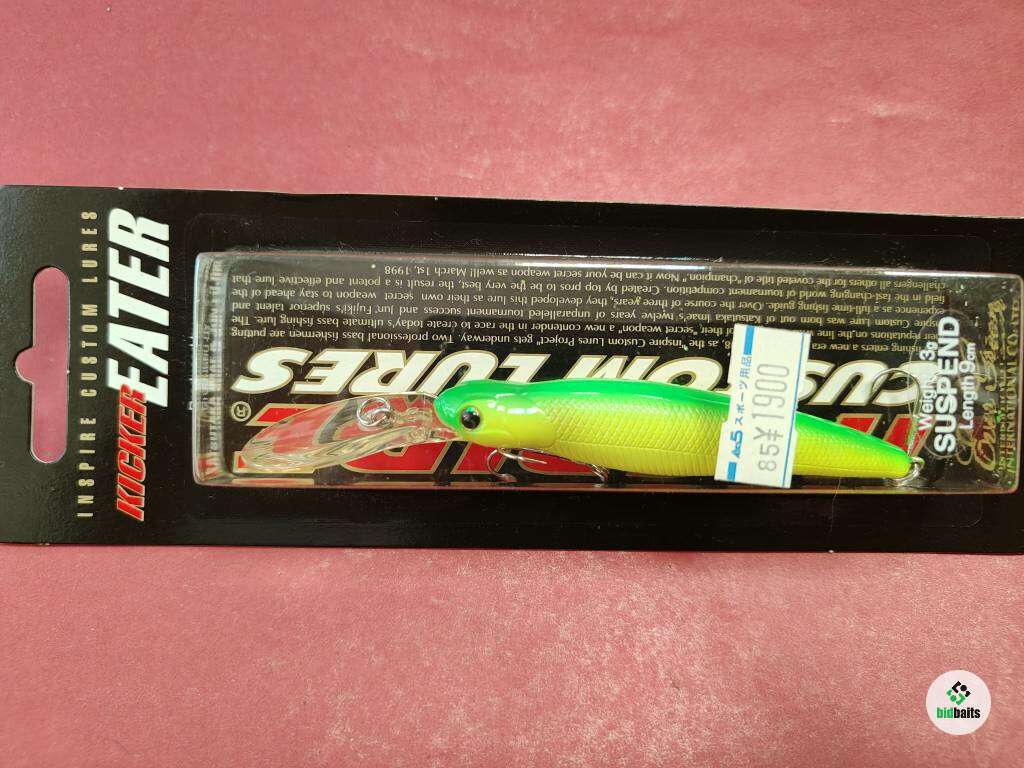 INSPIRE CUSTOM LURES
KICKER
EATER
CUSTOM LURES
fishing enters a new era 98, as the "Inspire Custom Lures Project" gets underway. Two professional bass fishermen are putting
their reputations on the line their "secret weapon" a new contender in the race to create today's ultimate bass fishing lure. The
Inspire Custom Lure was born out of Katsutaka Imae's twelve years of unparalleled tournament success and Jun Fujiki's superior talent and
experience as a full-time fishing guide. Over the course of three years, they developed this lure as their own secret weapon to stay ahead of the
field in the fast-changing world of tournament competition. Created by top pros to be the very best, the result is a potent and effective lure that
challengers all others for the coveted title of "champion." Now it can be your secret weapon as well! March 1st, 1998
スポーツ用品
85¥1900
Weight
SUSPEND
Length 9cm
bidbaits